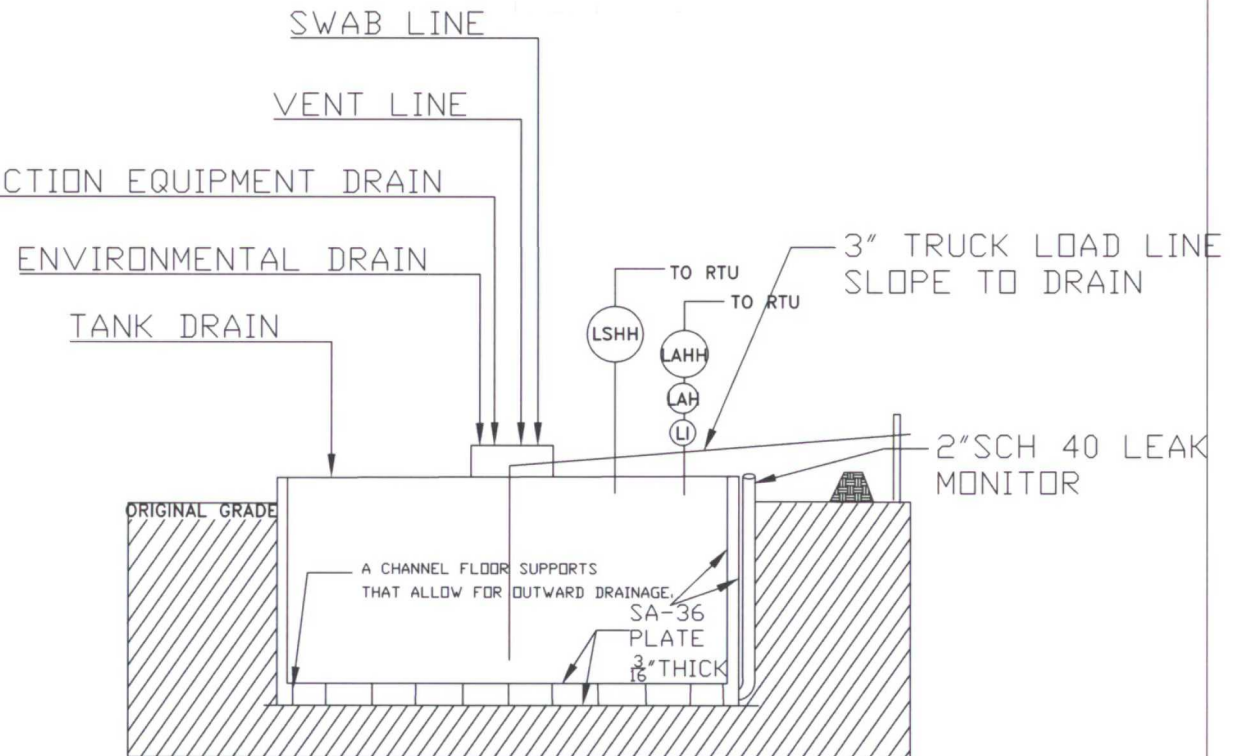 SWAB LINE
VENT LINE
CTION EQUIPMENT DRAIN
ENVIRONMENTAL DRAIN
TANK DRAIN
TO RTU
TO RTU
3" TRUCK LOAD LINE
SLOPE TO DRAIN
LSHH
LAHH
LAH
LI
2"SCH 40 LEAK
MONITOR
ORIGINAL GRADE
A CHANNEL FLOOR SUPPORTS
THAT ALLOW FOR OUTWARD DRAINAGE.
SA-36
PLATE
3/16"THICK